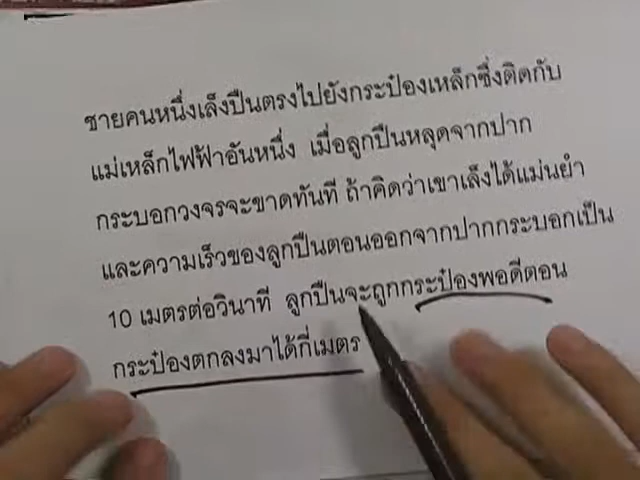 ชายคนหนึ่งเล็งปืนตรงไปยังกระป๋องเหล็กซึ่งติดกับ
แม่เหล็กไฟฟ้าอันหนึ่ง เมื่อลูกปืนหลุดจากปาก
กระบอกวงจรจะขาดทันที ถ้าคิดว่าเขาเล็งได้แม่นยำ
และความเร็วของลูกปืนตอนออกจากปากกระบอกเป็น
10 เมตรต่อวินาที ลูกปืนจะถูกกระป๋องพอดีตอน
กระป๋องตกลงมาได้กี่เมตร